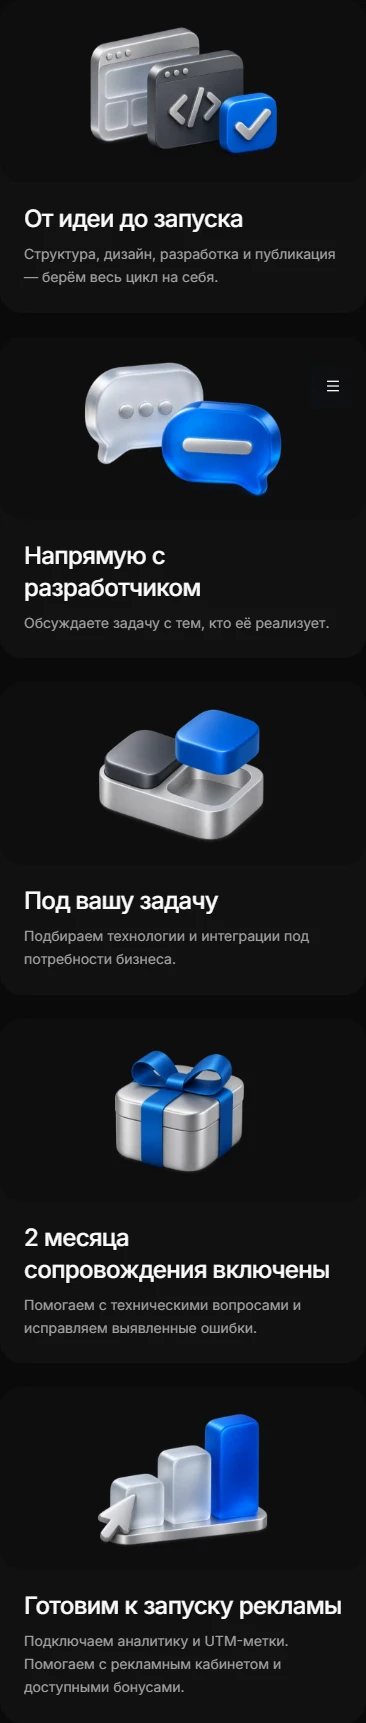 </>
От идеи до запуска
Структура, дизайн, разработка и публикация
— берём весь цикл на себя.
Напрямую с
разработчиком
Обсуждаете задачу с тем, кто её реализует.
Под вашу задачу
Подбираем технологии и интеграции под
потребности бизнеса.
2 месяца
сопровождения включены
Помогаем с техническими вопросами и
исправляем выявленные ошибки.
Готовим к запуску рекламы
Подключаем аналитику и UTM-метки.
Помогаем с рекламным кабинетом и
доступными бонусами.